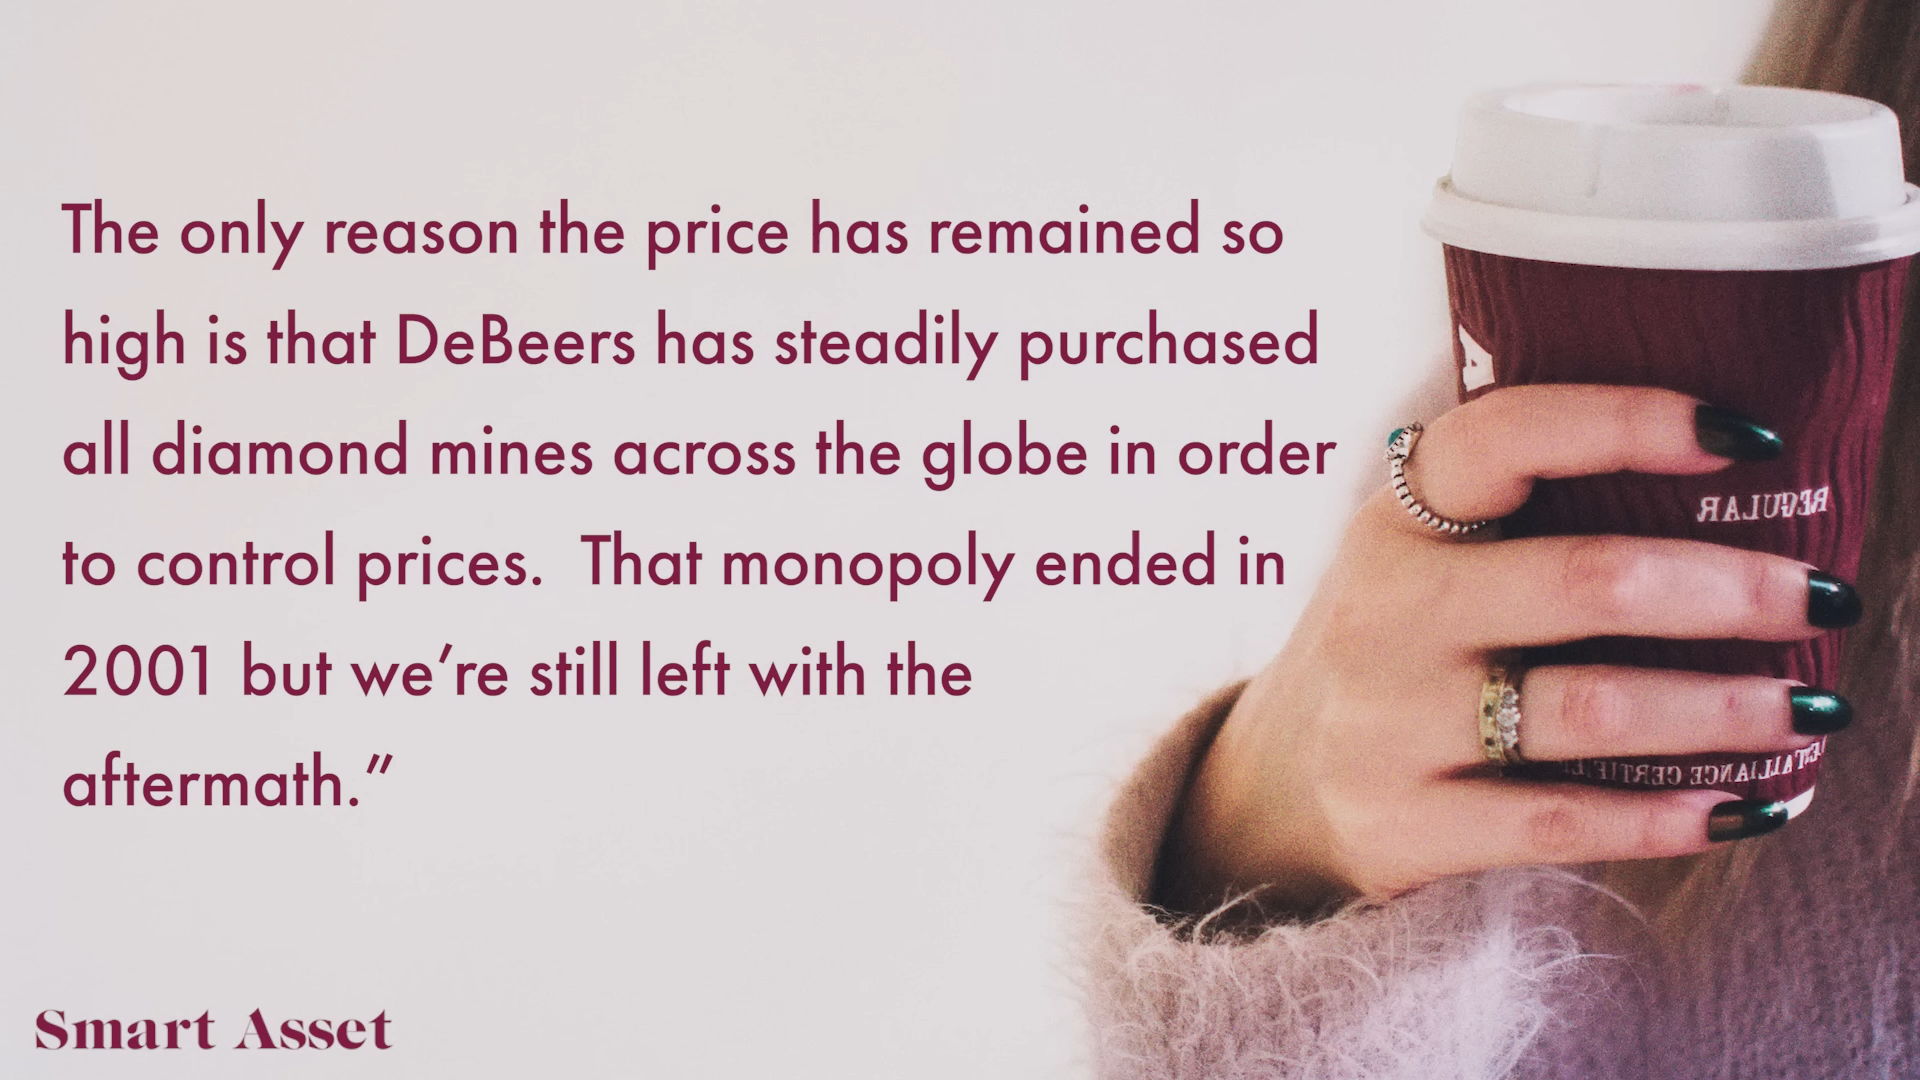 The only reason the price has remained so
high is that DeBeers has steadily purchased
all diamond mines across the globe in order
to control prices.  That monopoly ended in
2001 but we’re still left with the
aftermath.”
REGULAR
ALLIANCE
Smart Asset